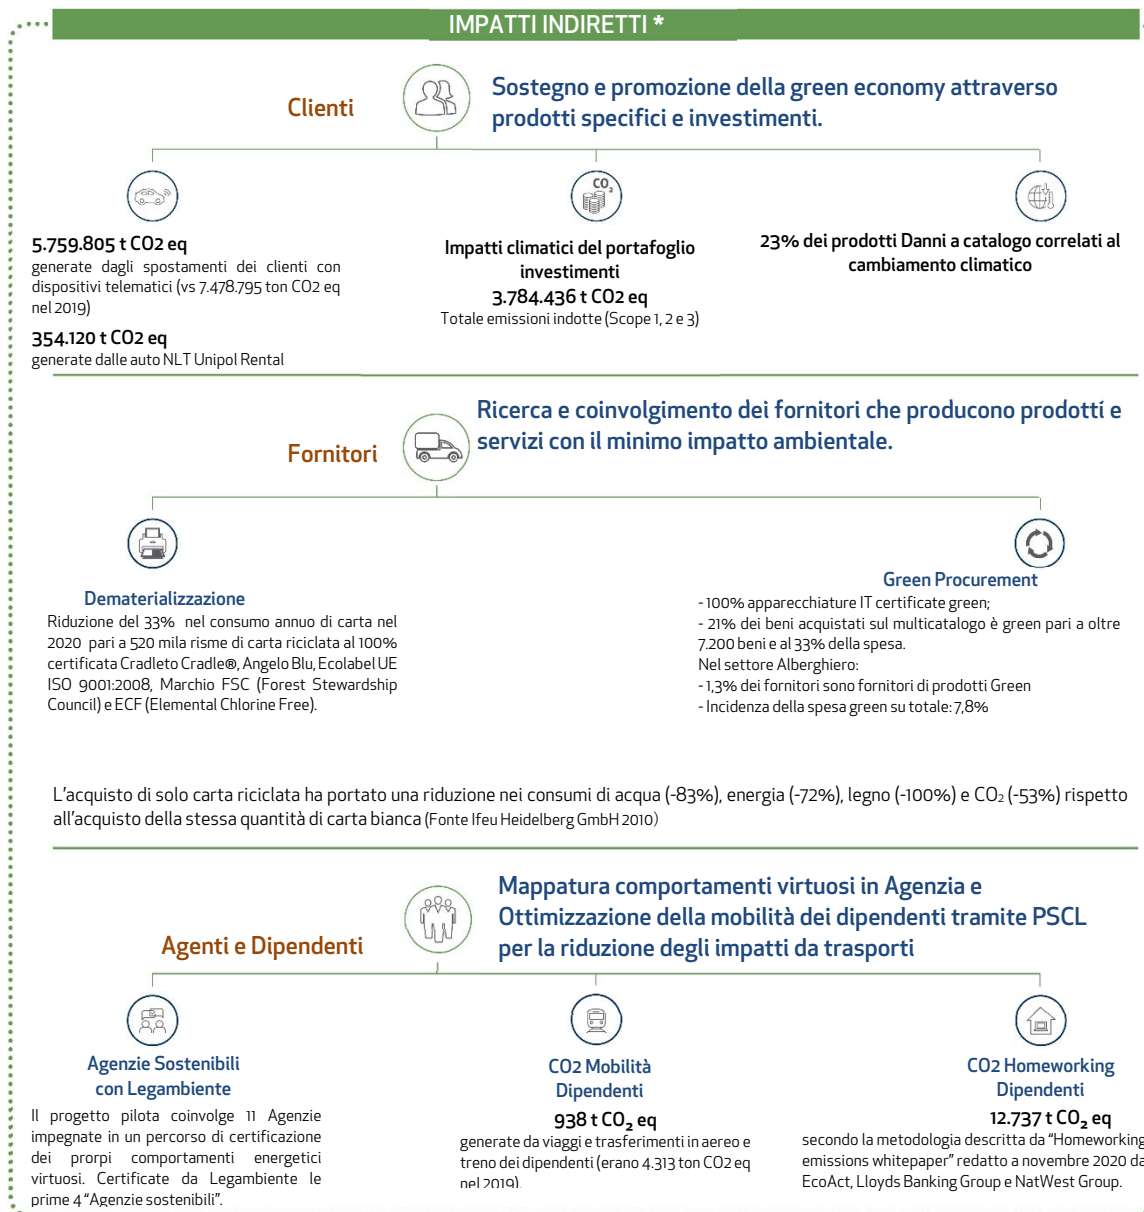 IMPATTI INDIRETTI *
Clienti
Sostegno e promozione della green economy attraverso
prodotti specifici e investimenti.
5.759.805 t CO2 eq
generate dagli spostamenti dei clienti con
dispositivi telematici (vs 7.478.795 ton CO2 eq
nel 2019)
354.120 t CO2 eq
generate dalle auto NLT Unipol Rental
CO2
Impatti climatici del portafoglio
investimenti
3.784.436 t CO2 eq
Totale emissioni indotte (Scope 1, 2 e 3)
23% dei prodotti Danni a catalogo correlati al
cambiamento climatico
Fornitori
Ricerca e coinvolgimento dei fornitori che producono prodotti e
servizi con il minimo impatto ambientale.
Dematerializzazione
Riduzione del 33% nel consumo annuo di carta nel
2020 pari a 520 mila risme di carta riciclata al 100%
certificata Cradleto Cradle®, Angelo Blu, Ecolabel UE
ISO 9001:2008, Marchio FSC (Forest Stewardship
Council) e ECF (Elemental Chlorine Free).
Green Procurement
- 100% apparecchiature IT certificate green;
- 21% dei beni acquistati sul multicatalogo è green pari a oltre
7.200 beni e al 33% della spesa.
Nel settore Alberghiero:
- 1,3% dei fornitori sono fornitori di prodotti Green
- Incidenza della spesa green su totale: 7,8%
L'acquisto di solo carta riciclata ha portato una riduzione nei consumi di acqua (-83%), energia (-72%), legno (-100%) e CO₂ (-53%) rispetto
all'acquisto della stessa quantità di carta bianca (Fonte Ifeu Heidelberg GmbH 2010)
Agenti e Dipendenti
Mappatura comportamenti virtuosi in Agenzia e
Ottimizzazione della mobilità dei dipendenti tramite PSCL
per la riduzione degli impatti da trasporti
Agenzie Sostenibili
con Legambiente
Il progetto pilota coinvolge 11 Agenzie
impegnate in un percorso di certificazione
dei prorpi comportamenti energetici
virtuosi. Certificate da Legambiente le
prime 4 "Agenzie sostenibili".
CO2 Mobilità
Dipendenti
938 t CO₂ eq
generate da viaggi e trasferimenti in aereo e
treno dei dipendenti (erano 4.313 ton CO2 eq
nel 2019).
CO2 Homeworking
Dipendenti
12.737 t CO₂ eq
secondo la metodologia descritta da "Homeworking
emissions whitepaper" redatto a novembre 2020 da
EcoAct, Lloyds Banking Group e NatWest Group.